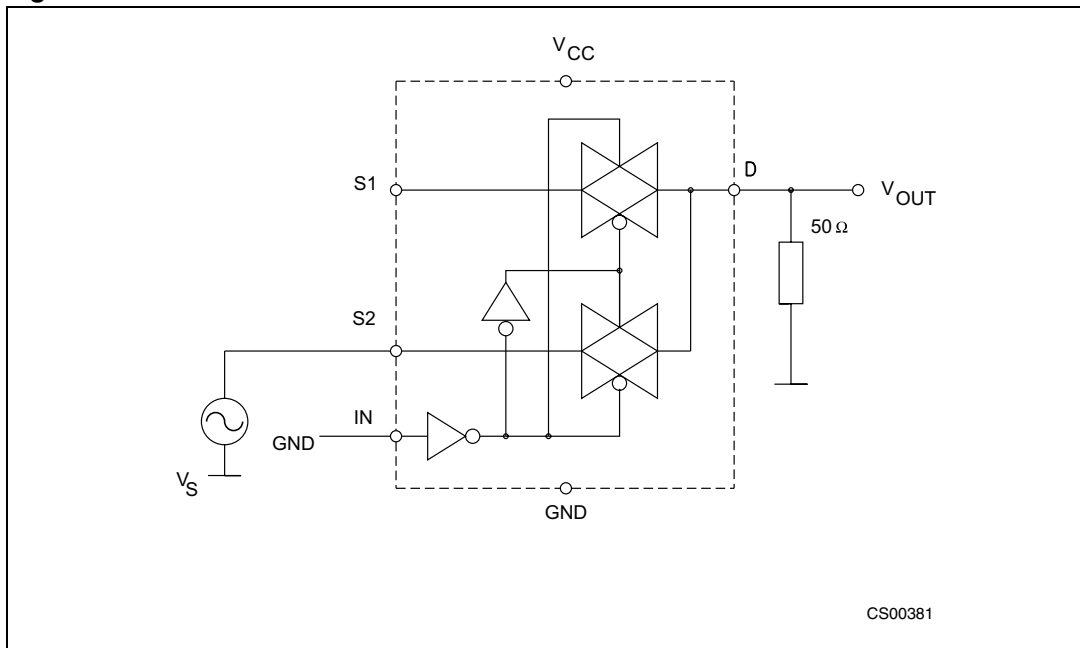 VCC
S1
D
VOUT
50 Ω
S2
IN
GND
VS
GND
CS00381